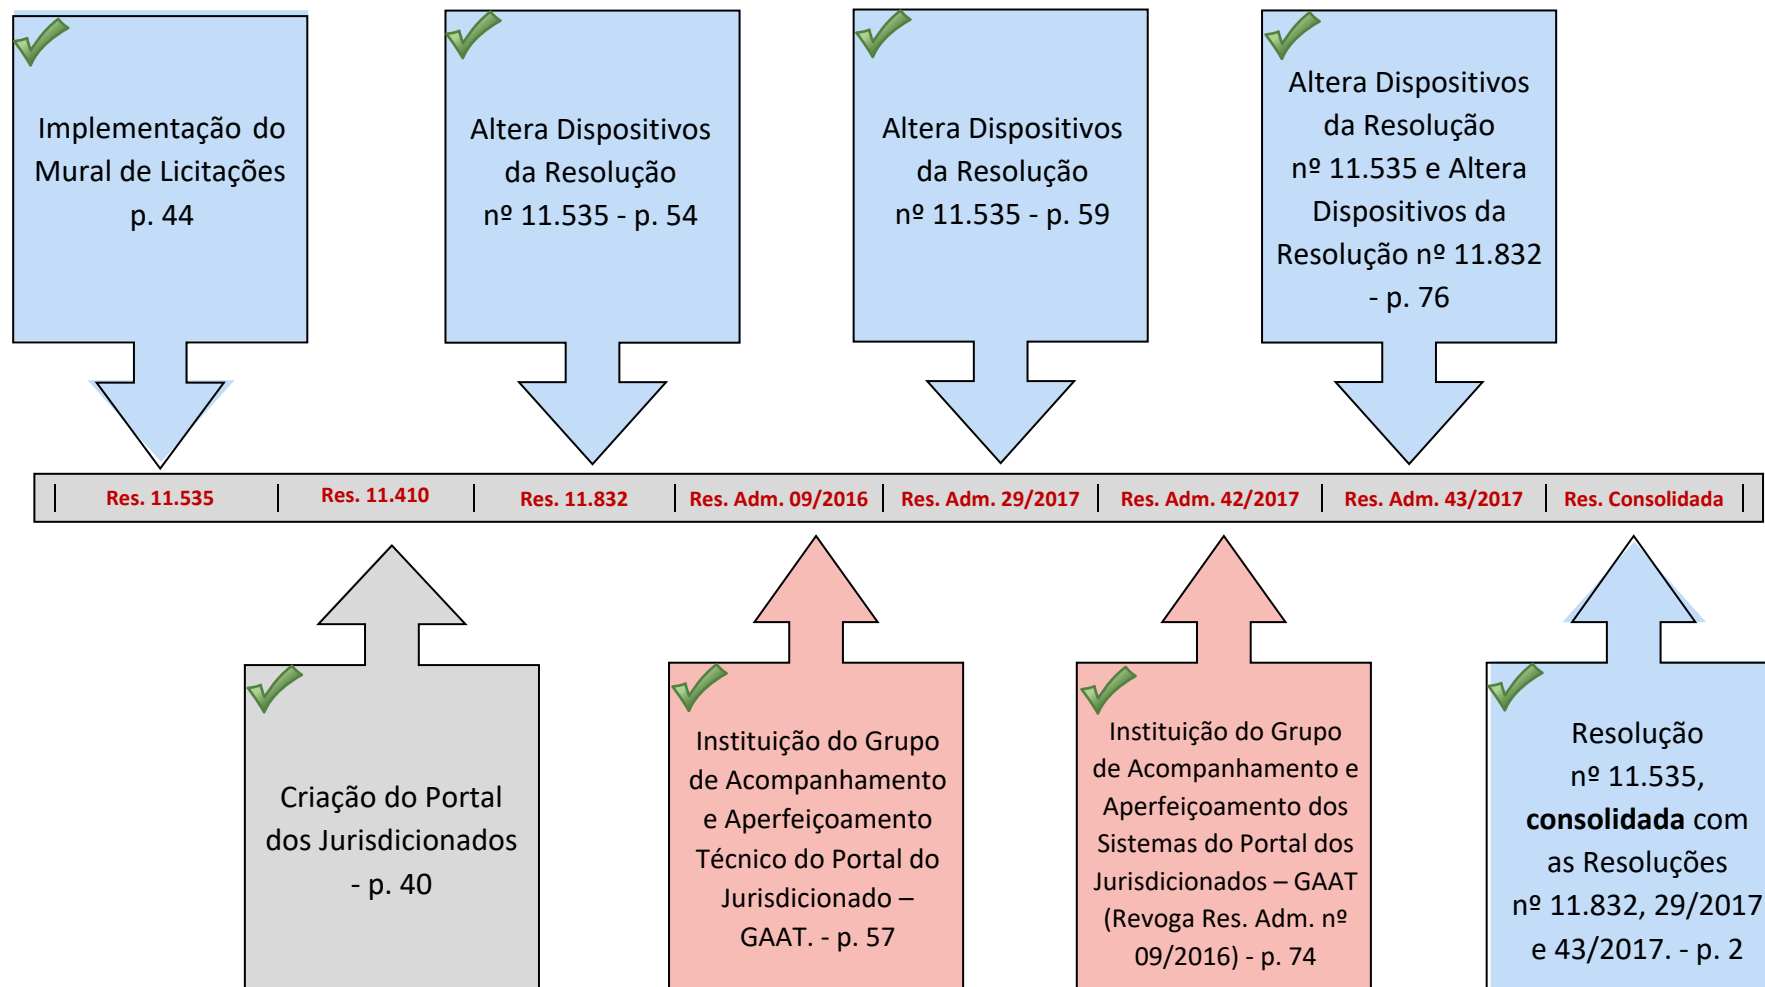 Implementação do
Mural de Licitações
p. 44
Altera Dispositivos
da Resolução
nº 11.535 - p. 54
Altera Dispositivos
da Resolução
nº 11.535 - p. 59
Altera Dispositivos
da Resolução
nº 11.535 e Altera
Dispositivos da
Resolução nº 11.832
- p. 76
Res. 11.535
Res. 11.410
Res. 11.832
Res. Adm. 09/2016
Res. Adm. 29/2017
Res. Adm. 42/2017
Res. Adm. 43/2017
Res. Consolidada
Criação do Portal
dos Jurisdicionados
- p. 40
Instituição do Grupo
de Acompanhamento
e Aperfeiçoamento
Técnico do Portal do
Jurisdicionado –
GAAT. - p. 57
Instituição do Grupo
de Acompanhamento e
Aperfeiçoamento dos
Sistemas do Portal dos
Jurisdicionados – GAAT
(Revoga Res. Adm. nº
09/2016) - p. 74
Resolução
nº 11.535,
consolidada com
as Resoluções
nº 11.832, 29/2017
e 43/2017. - p. 2